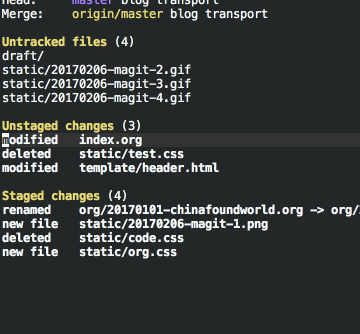 Head: master blog transport
Merge: origin/master blog transport
Untracked files (4)
draft/
static/20170206-magit-2.gif
static/20170206-magit-3.gif
static/20170206-magit-4.gif
Unstaged changes (3)
modified index.org
deleted static/test.css
modified template/header.html
Staged changes (4)
renamed org/20170101-chinafoundworld.org -> org/
new file static/20170206-magit-1.png
deleted static/code.css
new file static/org.css